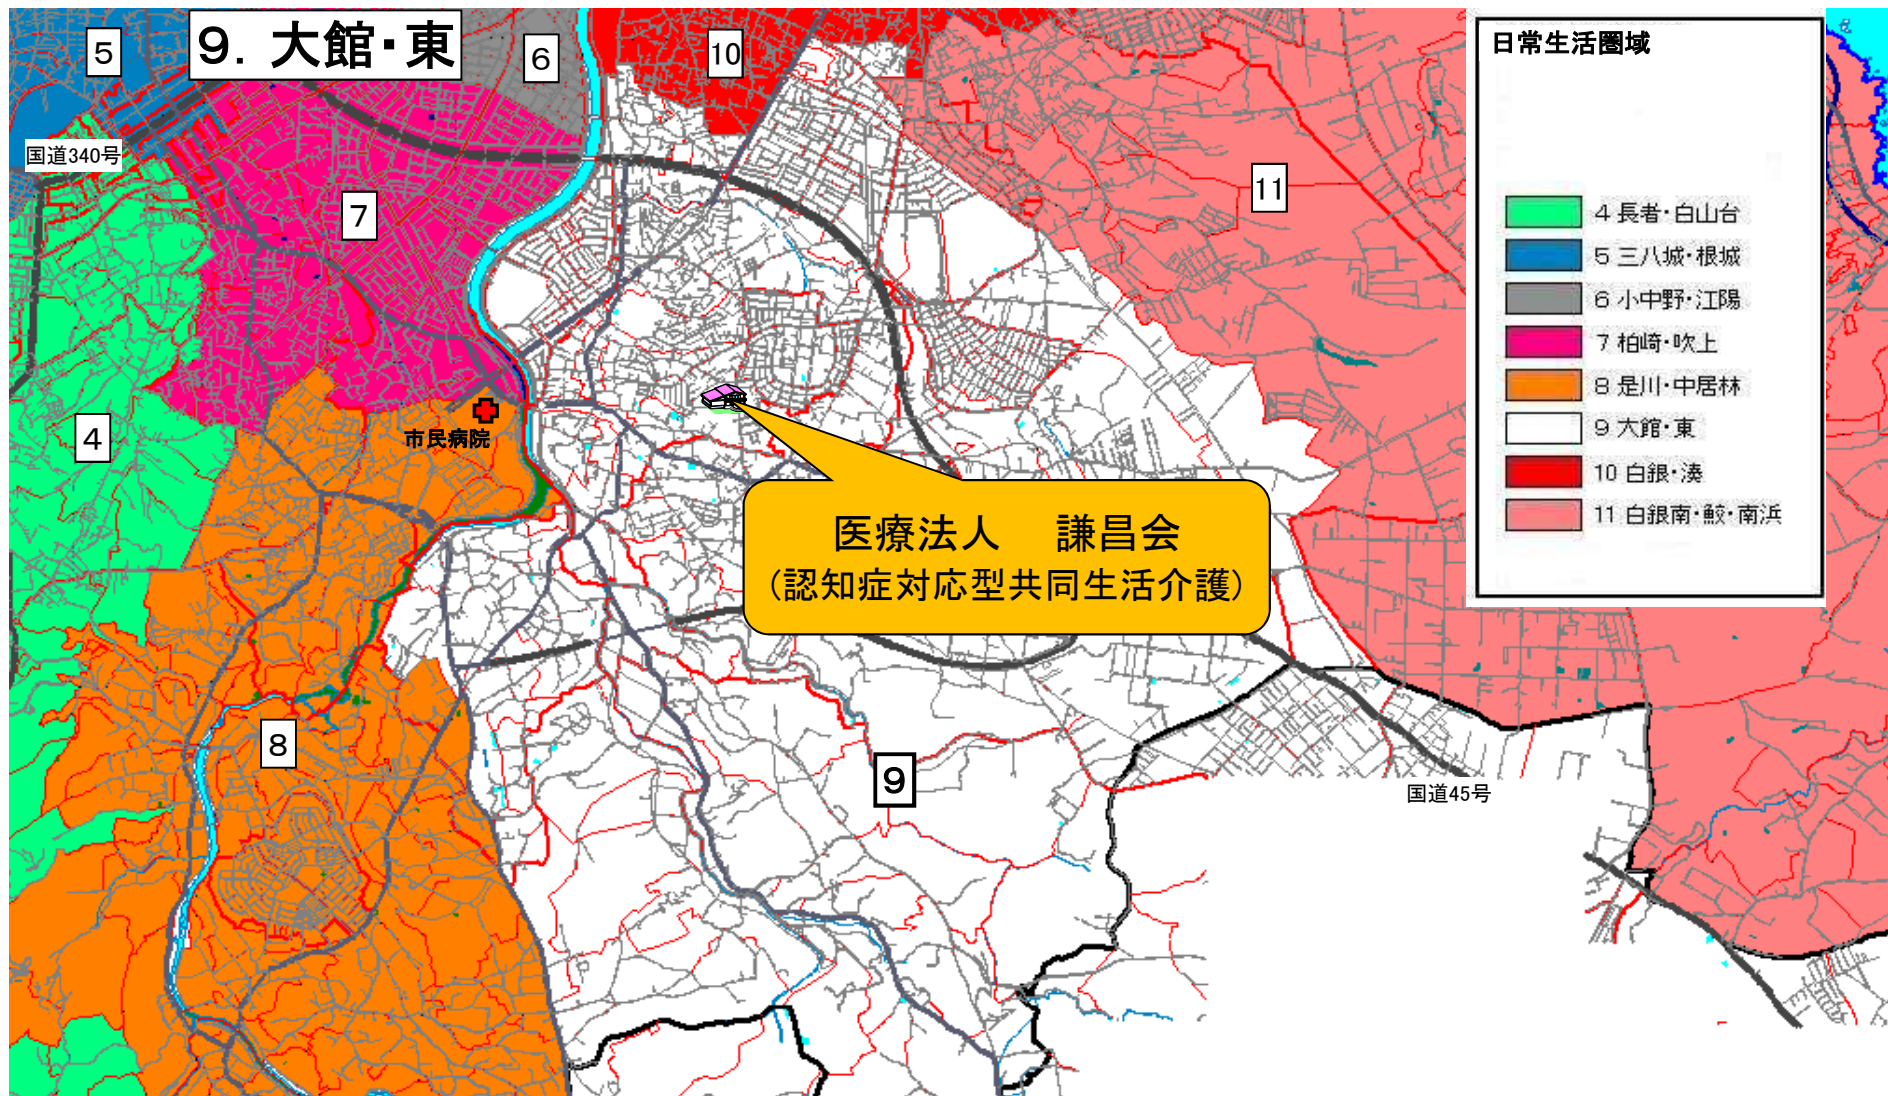 9. 大館・東
5
6
10
日常生活圏域
国道340号
7
11
4 長者・白山台
5 三八城・根城
6 小中野・江陽
7 柏崎・吹上
8 是川・中居林
9 大館・東
10 白銀・湊
11 白銀南・鮫・南浜
4
市民病院
医療法人　謙昌会
(認知症対応型共同生活介護)
8
9
国道45号